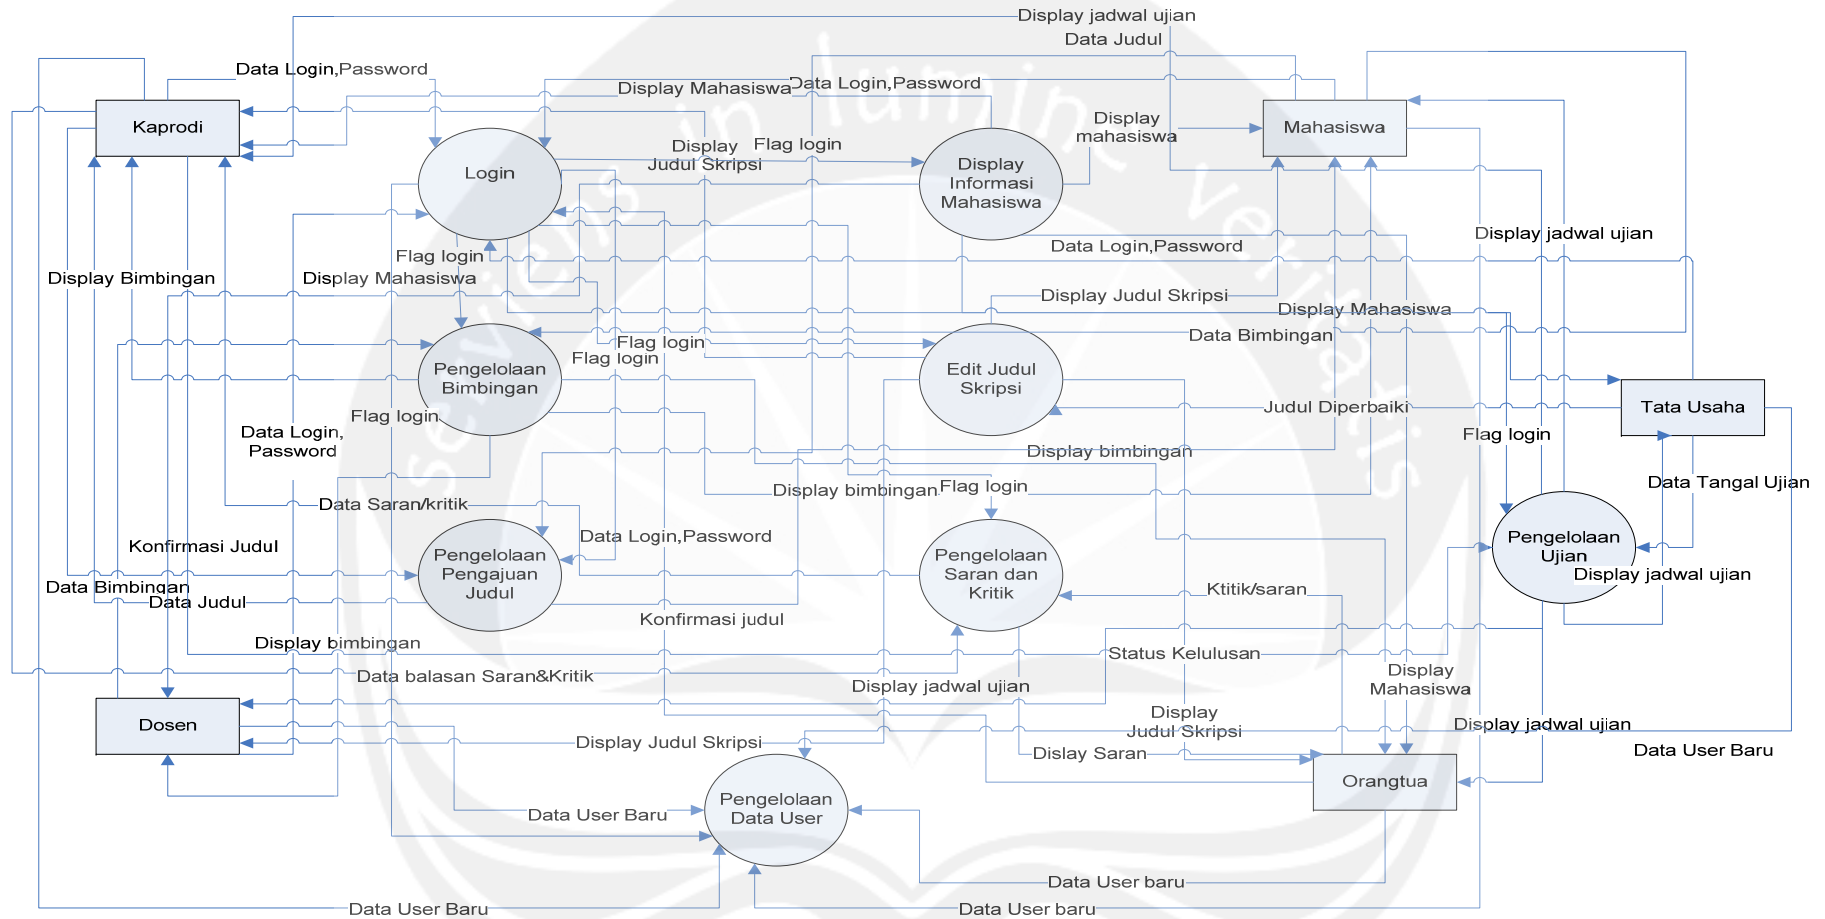 Display jadwal ujian
Data Judul
Data Login,Password
Display Mahasiswa
Data Login,Password
Kaprodi
Display
mahasiswa
Mahasiswa
Login
Display
Judul Skripsi
Flag login
Display
Informasi
Mahasiswa
Flag login
Data Login,Password
Display jadwal ujian
Display Bimbingan
Display Mahasiswa
Display Judul Skripsi
Display Mahasiswa
Flag login
Flag login
Data Bimbingan
Pengelolaan
Bimbingan
Edit Judul
Skripsi
Flag login
Judul Diperbaiki
Tata Usaha
Data Login,
Password
Flag login
Display bimbingan
Display bimbingan
Flag login
Data Tangal Ujian
Data Saran/kritik
Konfirmasi Judul
Data Login,Password
Pengelolaan
Ujian
Pengelolaan
Pengajuan
Judul
Pengelolaan
Saran dan
Kritik
Display jadwal ujian
Data Bimbingan
Data Judul
Ktitik/saran
Konfirmasi judul
Display bimbingan
Status Kelulusan
Data balasan Saran&Kritik
Display jadwal ujian
Display
Mahasiswa
Dosen
Display
Judul Skripsi
Display jadwal ujian
Display Judul Skripsi
Dislay Saran
Data User Baru
Orangtua
Pengelolaan
Data User
Data User Baru
Data User baru
Data User Baru
Data User baru
serviens in lumine veritatis